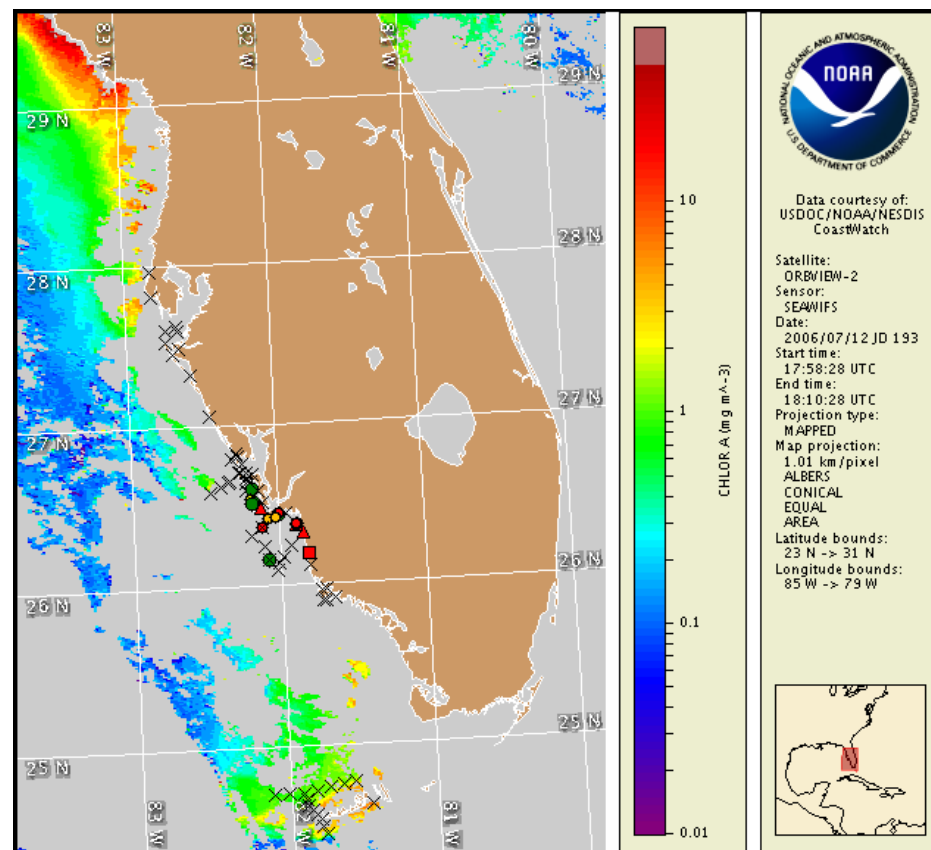 83 W
82 W
81 W
80 W
29 N
29 N
28 N
28 N
27 N
27 N
26 N
26 N
25 N
25 N
83 W
82 W
81 W
10
1
0.1
0.01
CHLOR A (mg m^-3)
NATIONAL OCEANIC AND ATMOSPHERIC ADMINISTRATION
NOAA
U.S. DEPARTMENT OF COMMERCE
Data courtesy of:
USDOC/NOAA/NESDIS
CoastWatch
Satellite:
ORBVIEW-2
Sensor:
SEAWIFS
Date:
2006/07/12 JD 193
Start time:
17:58:28 UTC
End time:
18:10:28 UTC
Projection type:
MAPPED
Map projection:
1.01 km/pixel
ALBERS
CONICAL
EQUAL
AREA
Latitude bounds:
23 N -> 31 N
Longitude bounds:
85 W -> 79 W